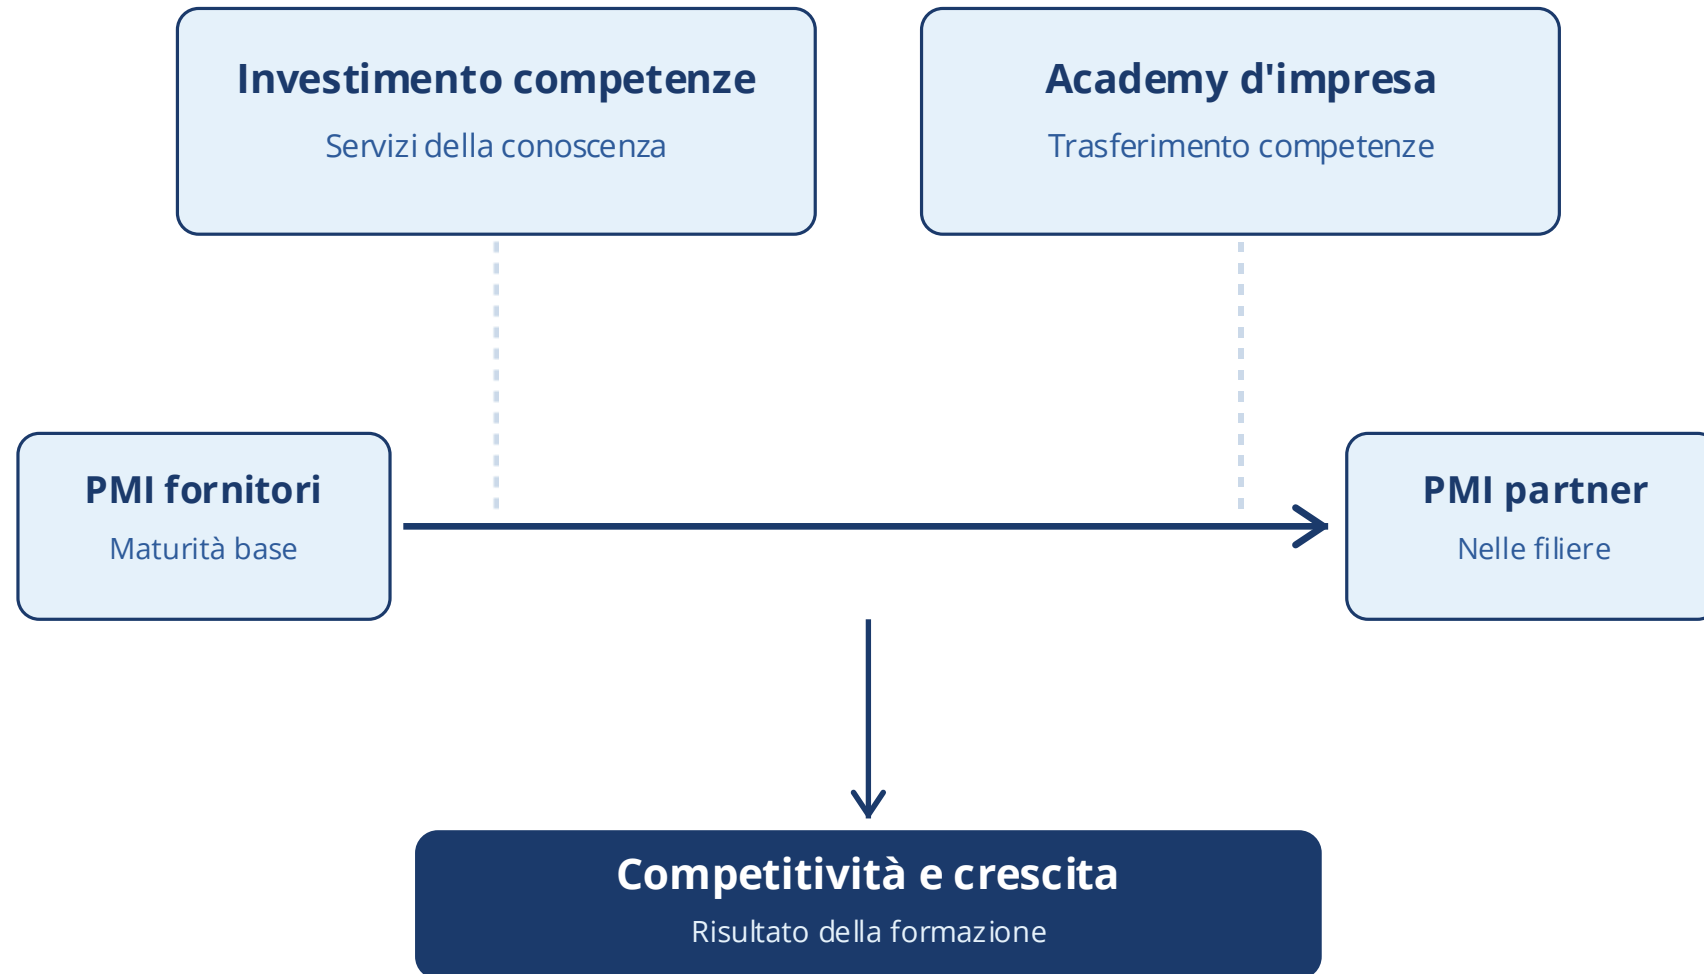 Investimento competenze
Servizi della conoscenza
Academy d'impresa
Trasferimento competenze
PMI fornitori
Maturità base
PMI partner
Nelle filiere
Competitività e crescita
Risultato della formazione